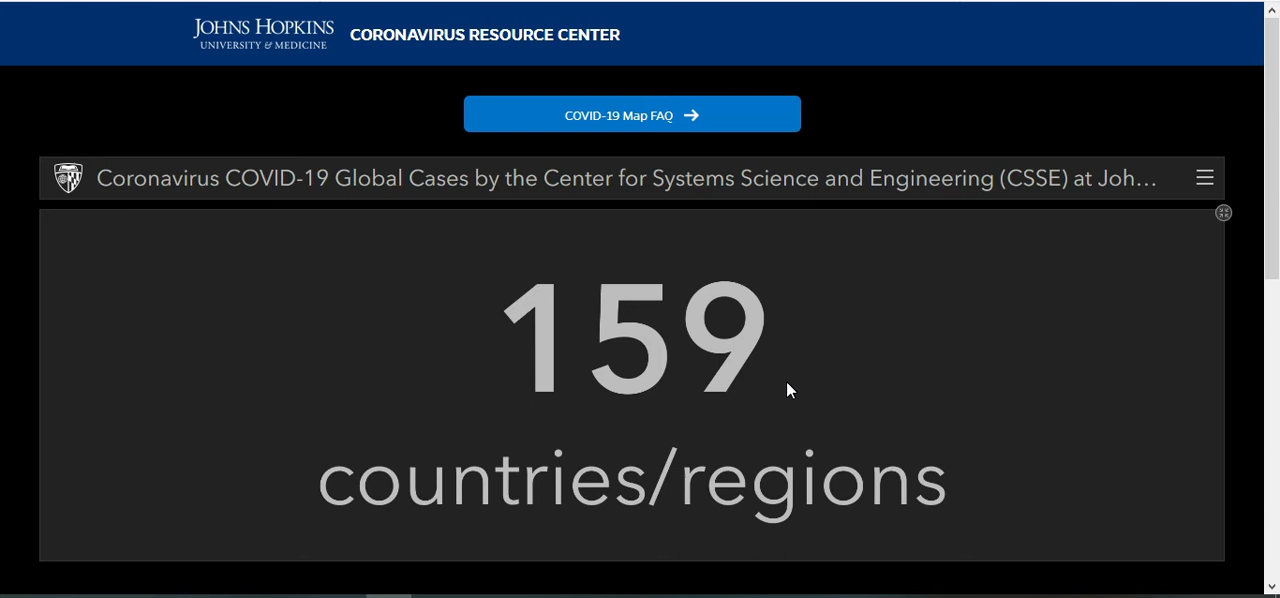 JOHNS HOPKINS
UNIVERSITY & MEDICINE
CORONAVIRUS RESOURCE CENTER
COVID-19 Map FAQ
Coronavirus COVID-19 Global Cases by the Center for Systems Science and Engineering (CSSE) at Joh...
159
countries/regions